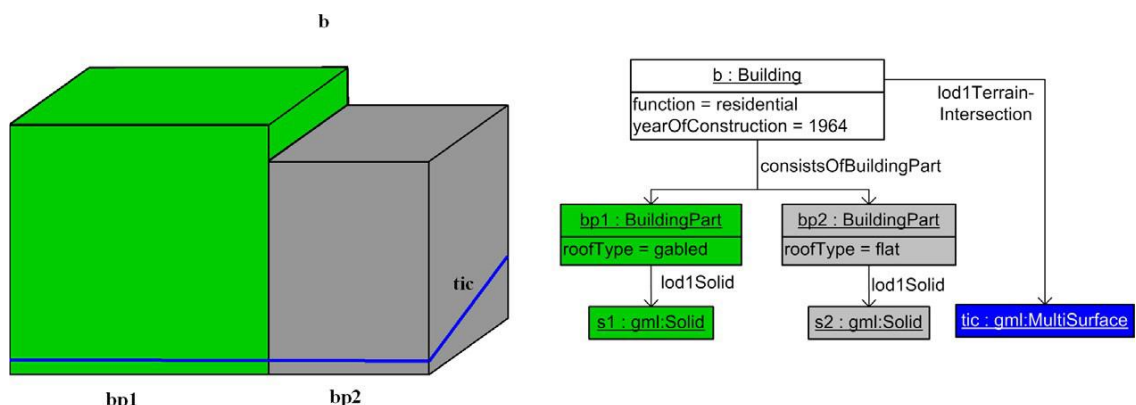 b
tic
bp1
bp2
b : Building
function = residential
yearOfConstruction = 1964
lod1Terrain-
Intersection
consistsOfBuildingPart
bp1 : BuildingPart
roofType = gabled
bp2 : BuildingPart
roofType = flat
lod1Solid
lod1Solid
s1 : gml:Solid
s2 : gml:Solid
tic : gml:MultiSurface